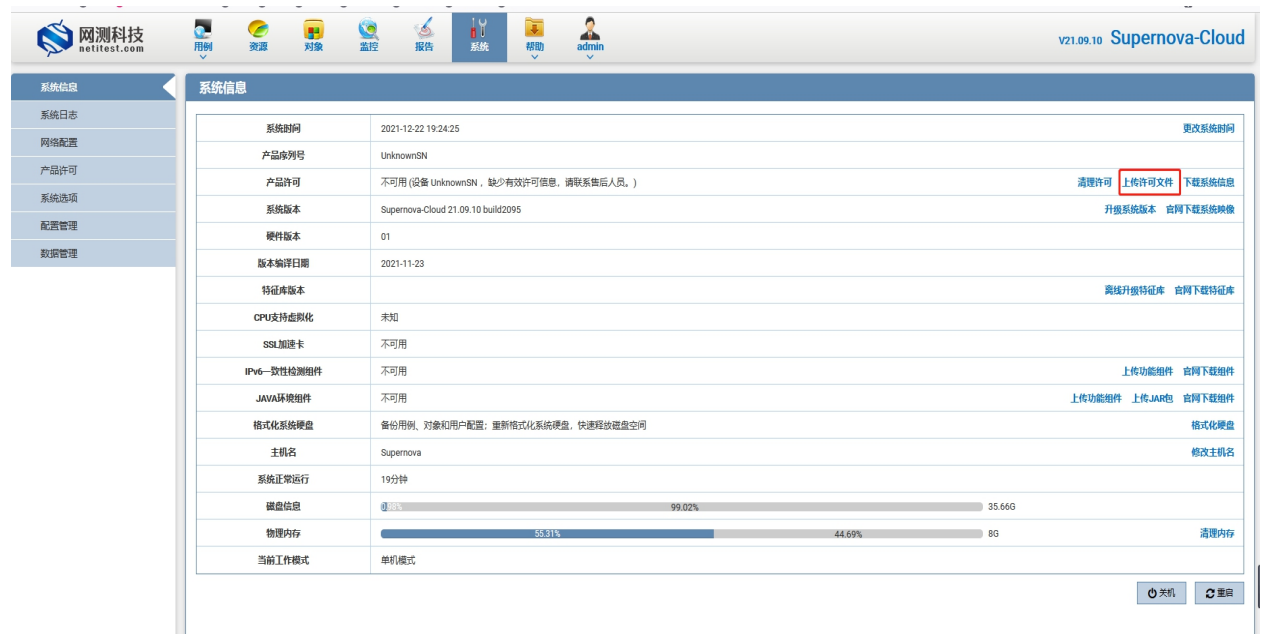 网测科技
netitest.com
用例 资源 对象 监控 报告 系统 帮助 admin
V21.09.10 Supernova-Cloud
系统信息
系统日志
网络配置
产品许可
系统选项
配置管理
数据管理
系统信息
系统时间 2021-12-22 19:24:25 更改系统时间
产品序列号 UnknownSN
产品许可 不可用 (设备 UnknownSN ，缺少有效许可信息，请联系售后人员。) 清理许可 上传许可文件 下载系统信息
系统版本 Supernova-Cloud 21.09.10 build2095 升级系统版本 官网下载系统映像
硬件版本 01
版本编译日期 2021-11-23
特征库版本 离线升级特征库 官网下载特征库
CPU支持虚拟化 未知
SSL加速卡 不可用
IPv6一致性检测组件 不可用 上传功能组件 官网下载组件
JAVA环境组件 不可用 上传功能组件 上传JAR包 官网下载组件
格式化系统硬盘 备份用例、对象和用户配置；重新格式化系统硬盘，快速释放磁盘空间 格式化硬盘
主机名 Supernova 修改主机名
系统正常运行 19分钟
磁盘信息 0.98% 99.02% 35.66G
物理内存 55.31% 44.69% 8G 清理内存
当前工作模式 单机模式
关机 重启